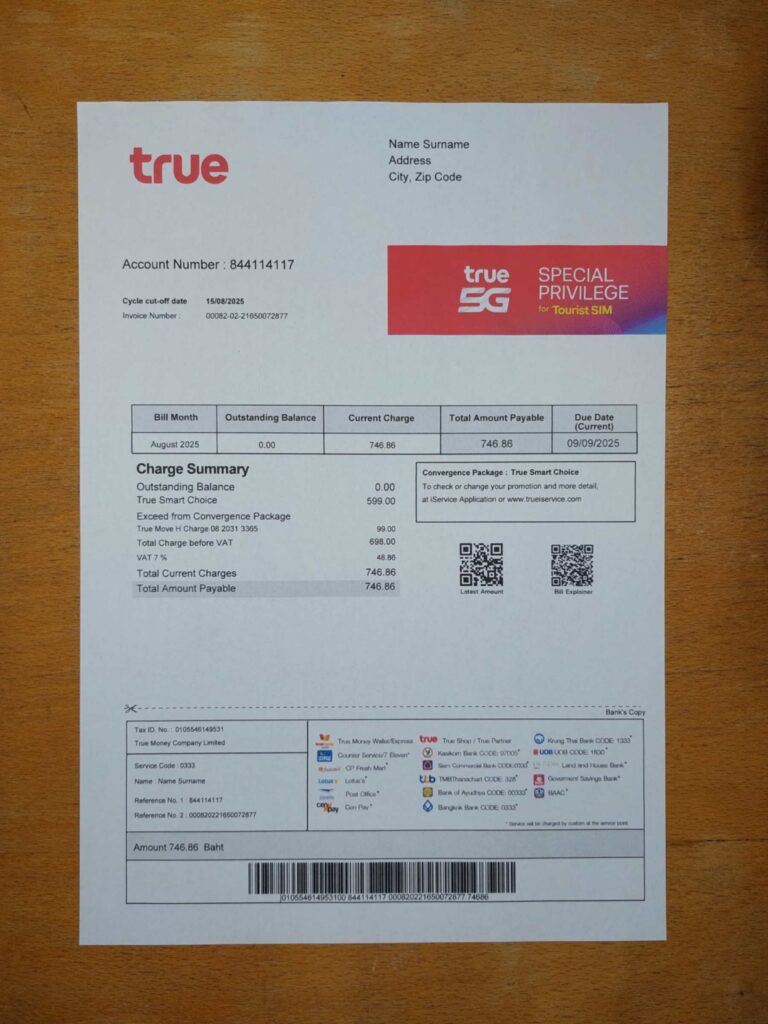 true
Name Surname
Address
City, Zip Code
Account Number : 844114117
Cycle cut-off date 15/08/2025
Invoice Number : 00082-02-21650072877
true
5G
SPECIAL
PRIVILEGE
for Tourist SIM
Bill Month Outstanding Balance Current Charge Total Amount Payable Due Date (Current)
August 2025 0.00 746.86 746.86 09/09/2025
Charge Summary
Outstanding Balance 0.00
True Smart Choice 599.00
Exceed from Convergence Package
True Move H Charge 08 2031 3365 99.00
Total Charge before VAT 698.00
VAT 7 % 48.86
Total Current Charges 746.86
Total Amount Payable 746.86
Convergence Package : True Smart Choice
To check or change your promotion and more detail,
at iService Application or www.trueiservice.com
Latest Amount Bill Explainer
Bank's Copy
Tax ID. No. : 0105546149531
True Money Company Limited
Service Code : 0333
Name : Name Surname
Reference No. 1 : 844114117
Reference No. 2 : 000820221650072877
True Money Wallet/Express true True Shop / True Partner Krung Thai Bank CODE: 1333*
Counter Service/7 Eleven* Kasikorn Bank CODE: 97005* UOB UOB CODE: 1800*
CP Fresh Mart* Siam Commercial Bank CODE:0333* Land and House Bank*
Lotus's Lotus's* ttb TMBThanachart CODE: 328* Goverment Savings Bank*
Post Office* Bank of Ayudhya CODE: 00333* BAAC*
cenpay Cen Pay* Bangkok Bank CODE: 0333*
* Service will be charged by custom at the service point
Amount 746.86 Baht
|010554614953100 844114117 000820221650072877 74686